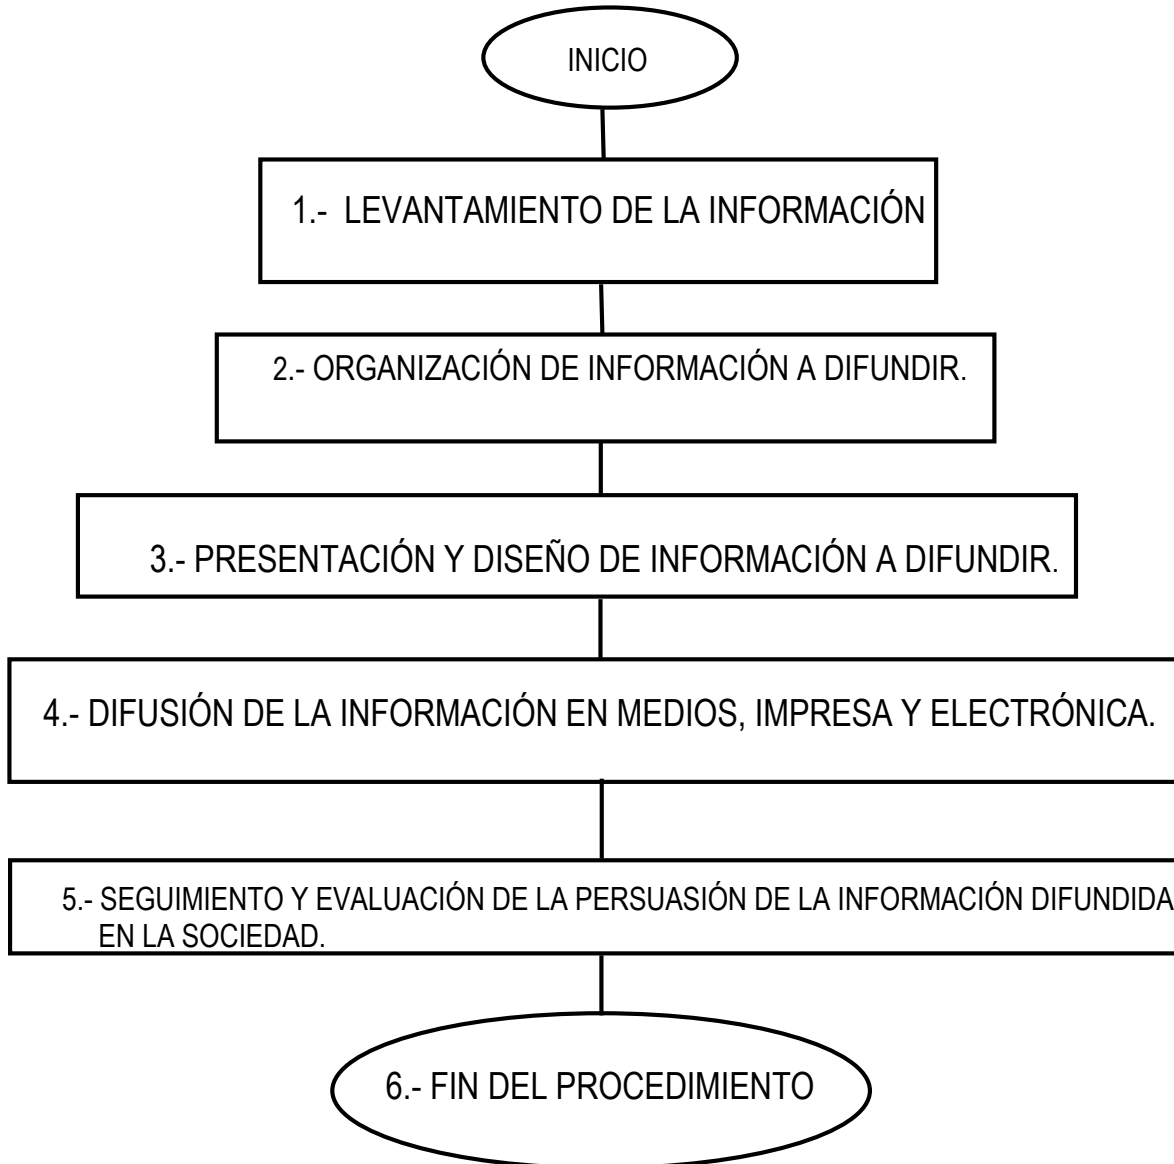 INICIO
1.- LEVANTAMIENTO DE LA INFORMACIÓN
2.- ORGANIZACIÓN DE INFORMACIÓN A DIFUNDIR.
3.- PRESENTACIÓN Y DISEÑO DE INFORMACIÓN A DIFUNDIR.
4.- DIFUSIÓN DE LA INFORMACIÓN EN MEDIOS, IMPRESA Y ELECTRÓNICA.
5.- SEGUIMIENTO Y EVALUACIÓN DE LA PERSUASIÓN DE LA INFORMACIÓN DIFUNDIDA
EN LA SOCIEDAD.
6.- FIN DEL PROCEDIMIENTO